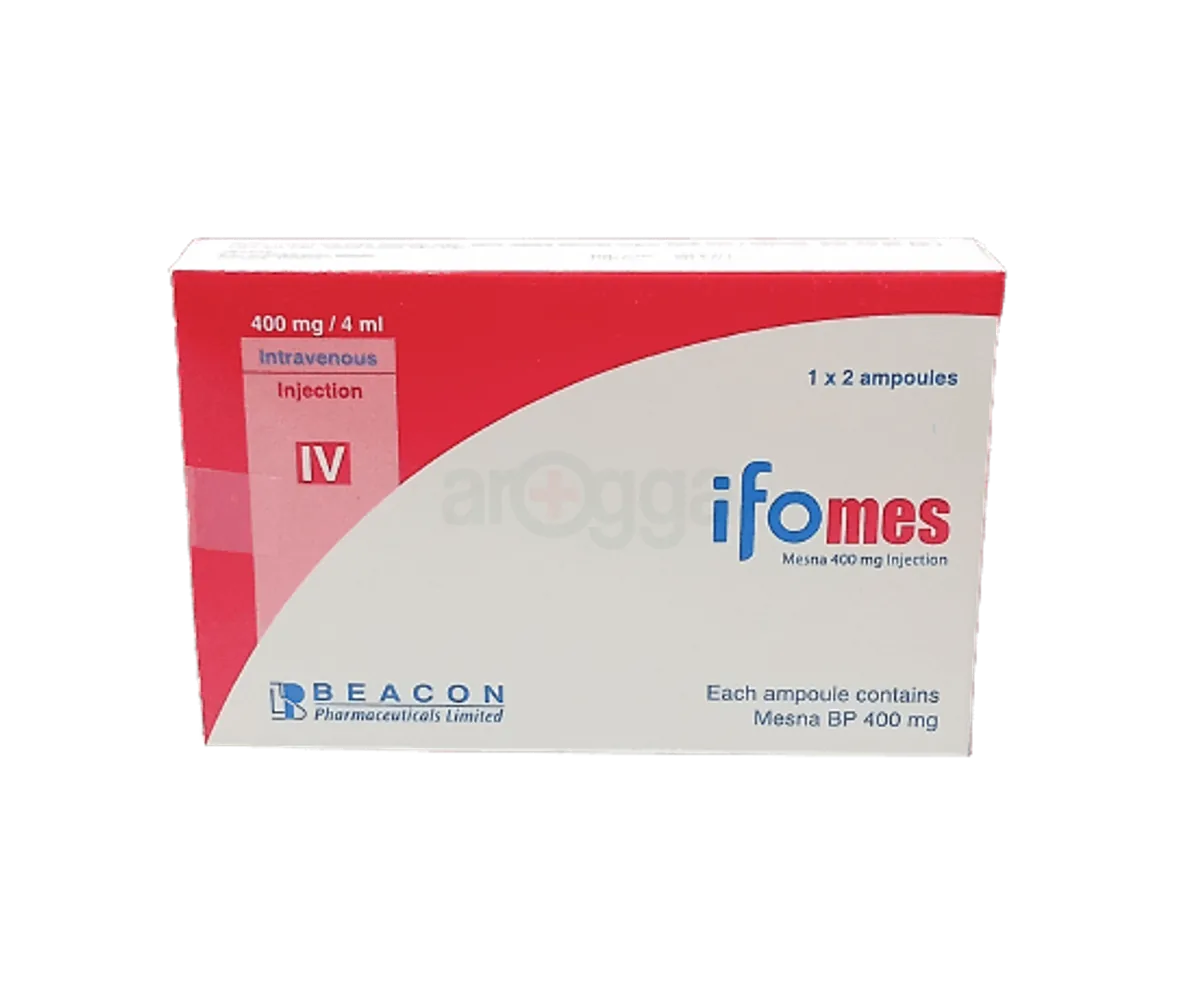 400 mg / 4 ml
Intravenous
Injection
IV
1 x 2 ampoules
arogga
ifomes
Mesna 400 mg Injection
BEACON
Pharmaceuticals Limited
Each ampoule contains
Mesna BP 400 mg